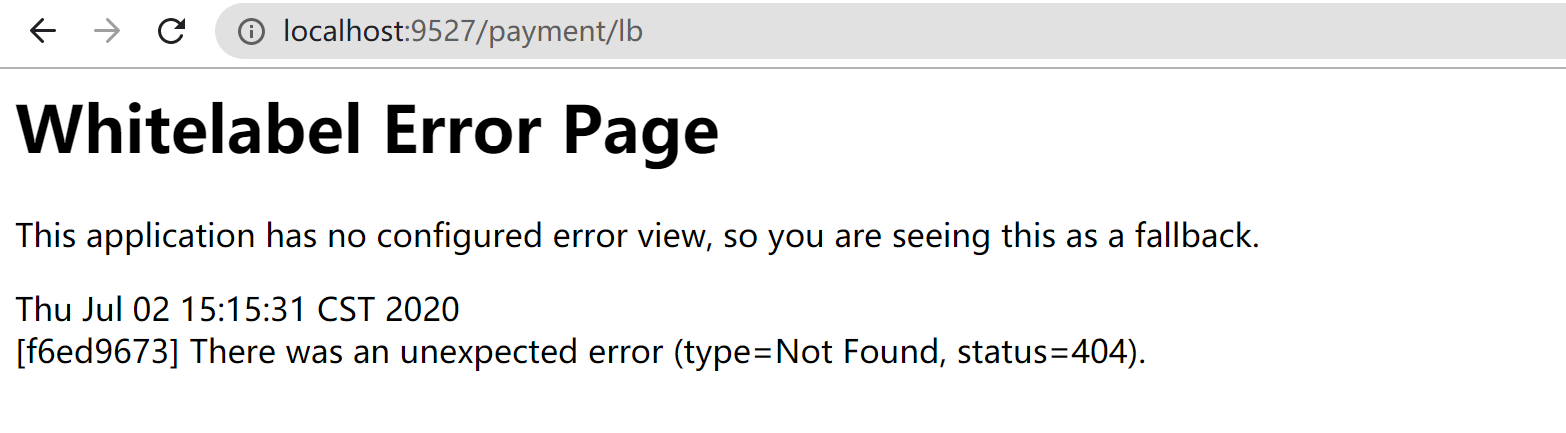 localhost:9527/payment/lb
Whitelabel Error Page
This application has no configured error view, so you are seeing this as a fallback.
Thu Jul 02 15:15:31 CST 2020
[f6ed9673] There was an unexpected error (type=Not Found, status=404).